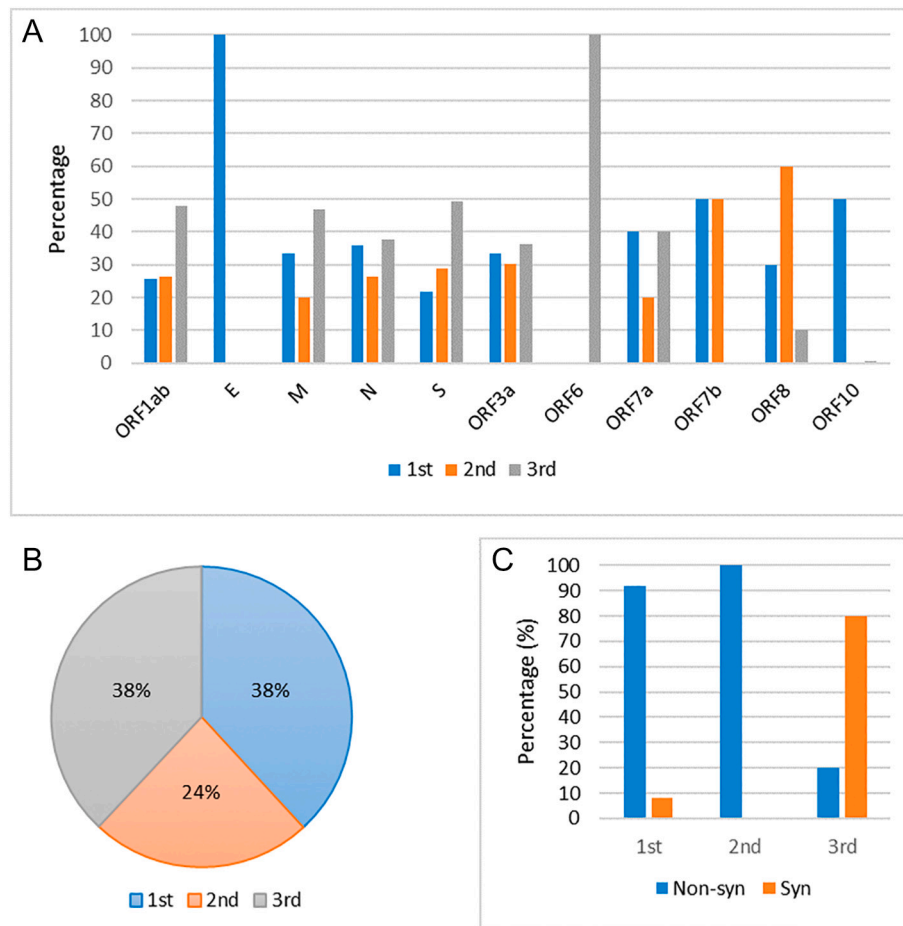 A
100
90
80
70
60
50
40
30
20
10
0
Percentage
ORF1ab E M N S ORF3a ORF6 ORF7a ORF7b ORF8 ORF10
1st 2nd 3rd
B
38% 38%
24%
1st 2nd 3rd
C
100
90
80
70
60
50
40
30
20
10
0
Percentage (%)
1st 2nd 3rd
Non-syn Syn